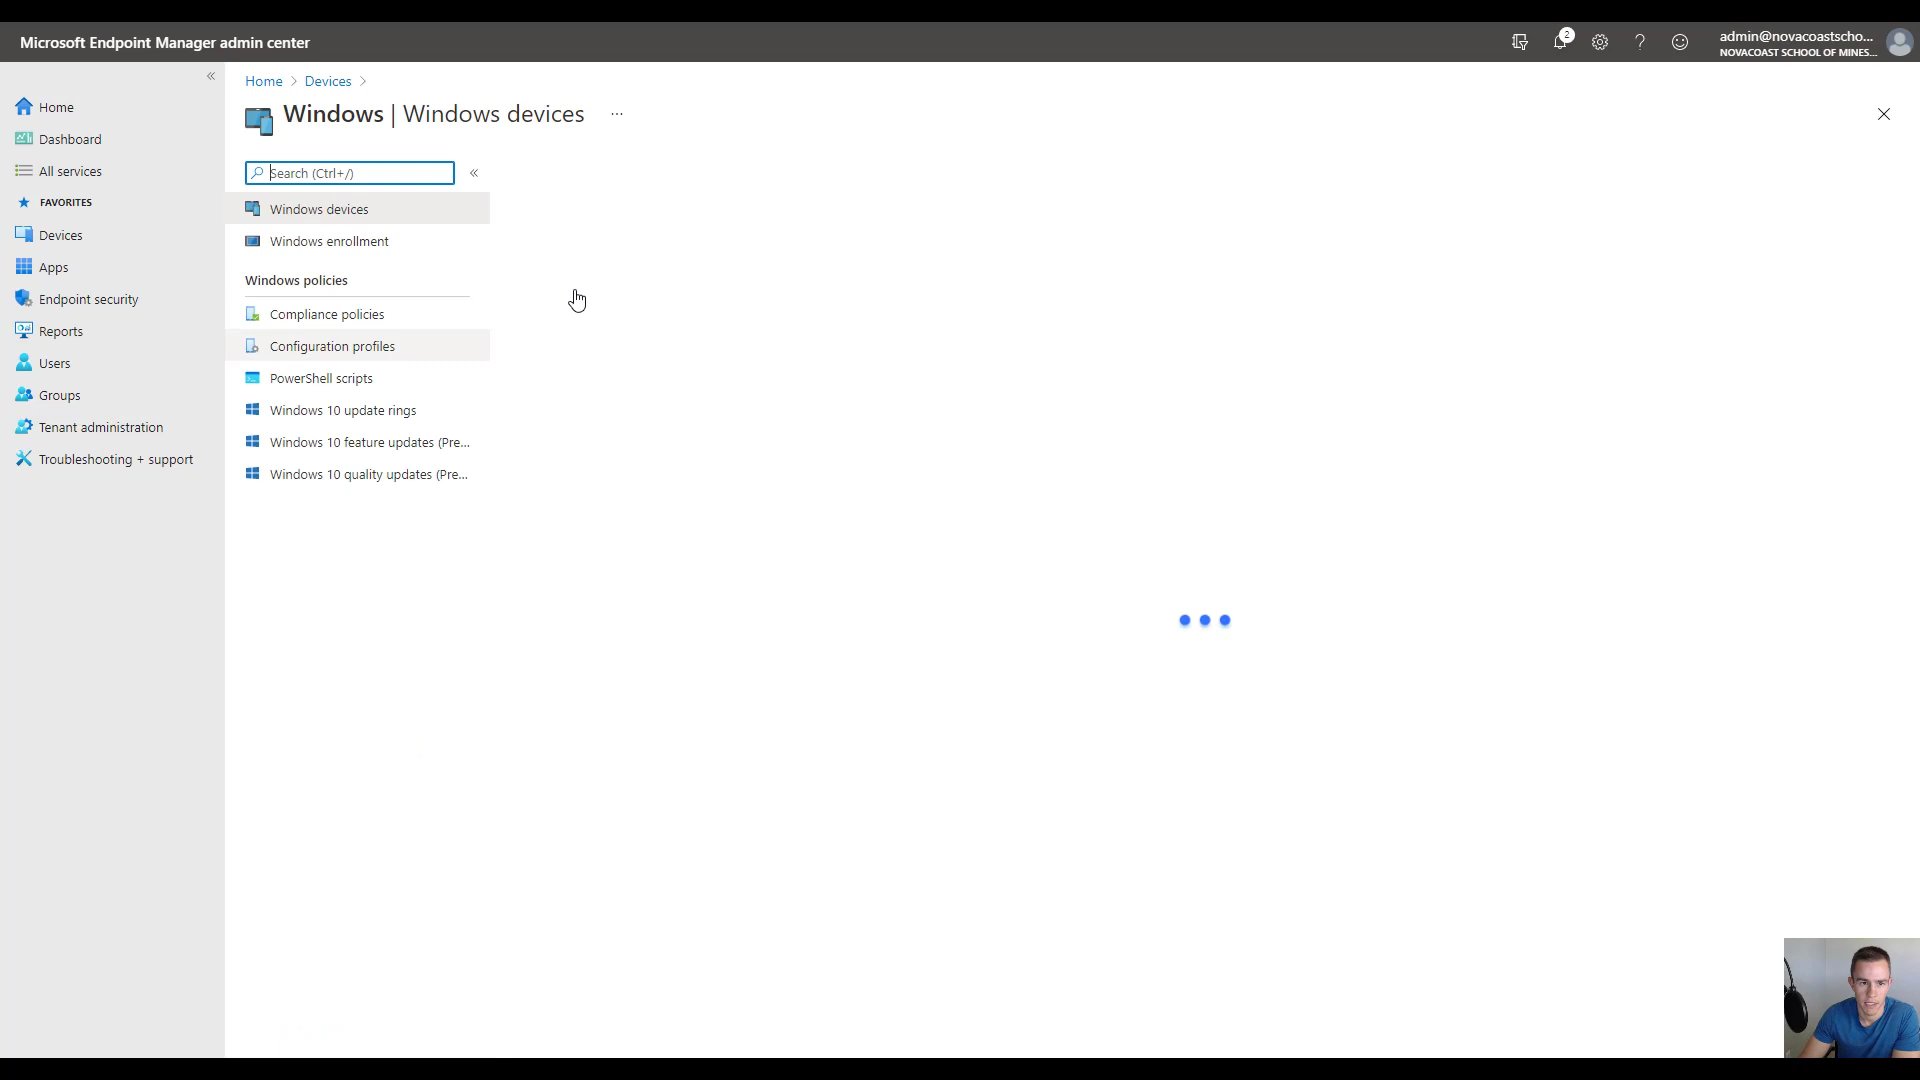 Microsoft Endpoint Manager admin center
2
admin@novacoastscho...
NOVACOAST SCHOOL OF MINES...
«
Home
Dashboard
All services
FAVORITES
Devices
Apps
Endpoint security
Reports
Users
Groups
Tenant administration
Troubleshooting + support
Home > Devices >
Windows | Windows devices ...
Search (Ctrl+/) «
Windows devices
Windows enrollment
Windows policies
Compliance policies
Configuration profiles
PowerShell scripts
Windows 10 update rings
Windows 10 feature updates (Pre...
Windows 10 quality updates (Pre...